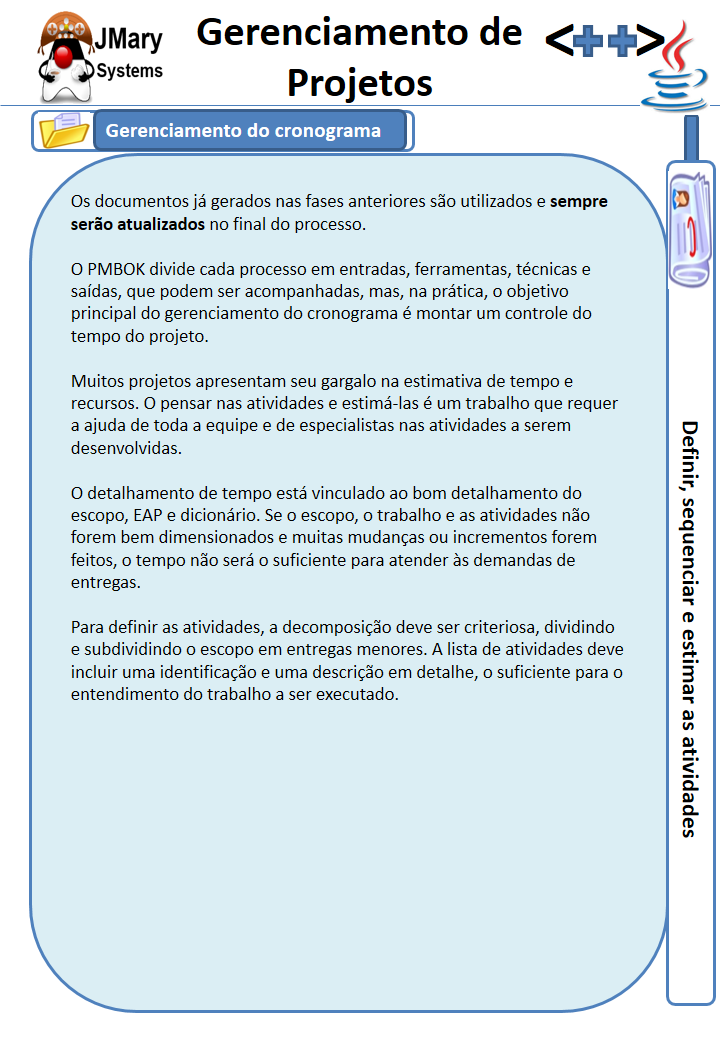 JMary
Systems
Gerenciamento de
Projetos
<++>
Gerenciamento do cronograma
Os documentos já gerados nas fases anteriores são utilizados e sempre
serão atualizados no final do processo.
O PMBOK divide cada processo em entradas, ferramentas, técnicas e
saídas, que podem ser acompanhadas, mas, na prática, o objetivo
principal do gerenciamento do cronograma é montar um controle do
tempo do projeto.
Muitos projetos apresentam seu gargalo na estimativa de tempo e
recursos. O pensar nas atividades e estimá-las é um trabalho que requer
a ajuda de toda a equipe e de especialistas nas atividades a serem
desenvolvidas.
O detalhamento de tempo está vinculado ao bom detalhamento do
escopo, EAP e dicionário. Se o escopo, o trabalho e as atividades não
forem bem dimensionados e muitas mudanças ou incrementos forem
feitos, o tempo não será o suficiente para atender às demandas de
entregas.
Para definir as atividades, a decomposição deve ser criteriosa, dividindo
e subdividindo o escopo em entregas menores. A lista de atividades deve
incluir uma identificação e uma descrição em detalhe, o suficiente para o
entendimento do trabalho a ser executado.
Definir, sequenciar e estimar as atividades